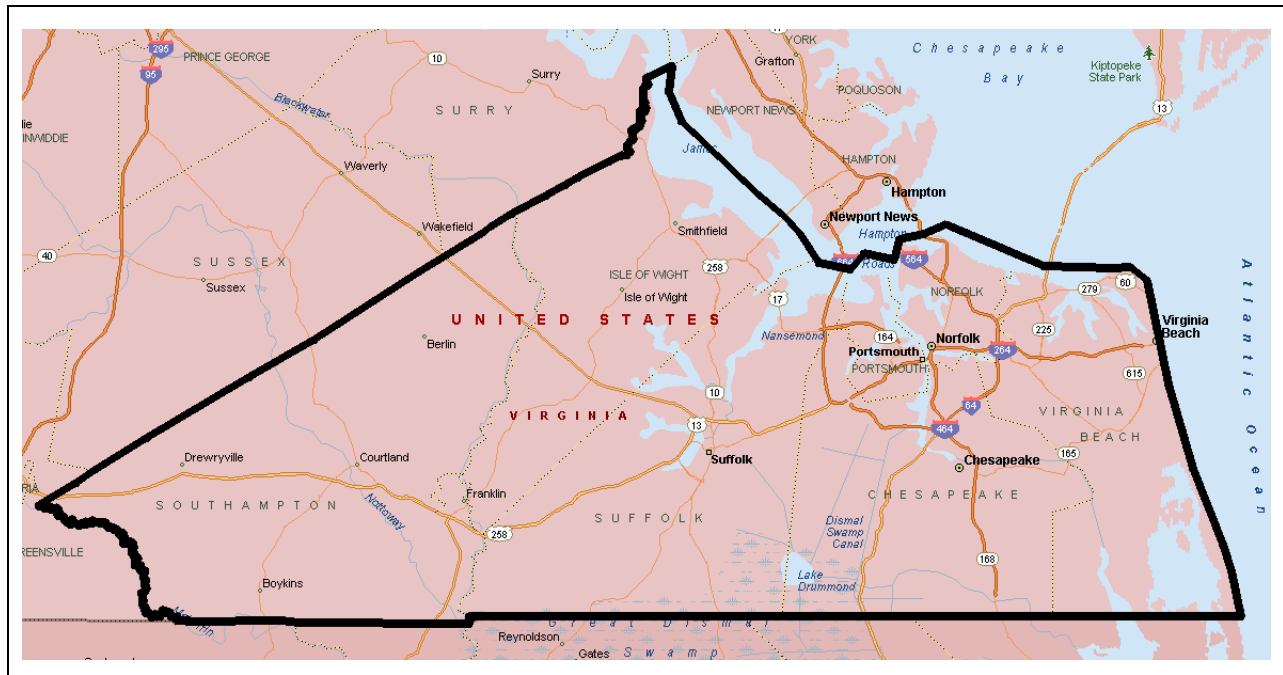 YORK
Grafton
Chesapeake
Bay
295
PRINCE GEORGE
95
10
Surry
Kiptopeke
State Park
13
Blackwater
SURRY
NEWPORT NEWS
POQUOSON
INWIDDIE
James
HAMPTON
Waverly
Hampton
Newport News
Wakefield
Smithfield
Hampton
Roads
40
SUSSEX
Sussex
ISLE OF WIGHT
258
664
564
Isle of Wight
17
NORFOLK
279
60
Atlantic Ocean
UNITED STATES
Berlin
Nansemond
164
Norfolk
225
Virginia
Beach
Portsmouth
PORTSMOUTH
264
615
10
64
VIRGINIA
13
464
VIRGINIA
BEACH
Drewryville
Courtland
Suffolk
Chesapeake
165
RIA
SOUTHAMPTON
Nottoway
Franklin
SUFFOLK
CHESAPEAKE
258
Dismal
Swamp
Canal
REENSVILLE
168
Boykins
Lake
Drummond
Great Dismal
Swamp
Reynoldson
Gates